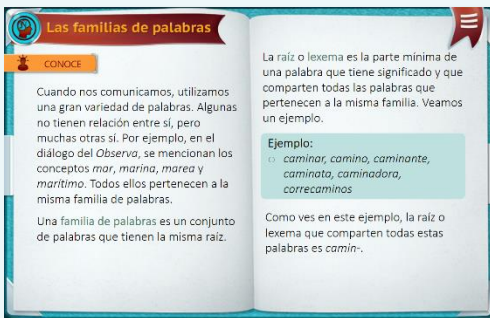 Las familias de palabras
CONOCE
Cuando nos comunicamos, utilizamos
una gran variedad de palabras. Algunas
no tienen relación entre sí, pero
muchas otras sí. Por ejemplo, en el
diálogo del Observa, se mencionan los
conceptos mar, marina, marea y
marítimo. Todos ellos pertenecen a la
misma familia de palabras.
Una familia de palabras es un conjunto
de palabras que tienen la misma raíz.
La raíz o lexema es la parte mínima de
una palabra que tiene significado y que
comparten todas las palabras que
pertenecen a la misma familia. Veamos
un ejemplo.
Ejemplo:
caminar, camino, caminante,
caminata, caminadora,
correcaminos
Como ves en este ejemplo, la raíz o
lexema que comparten todas estas
palabras es camin-.